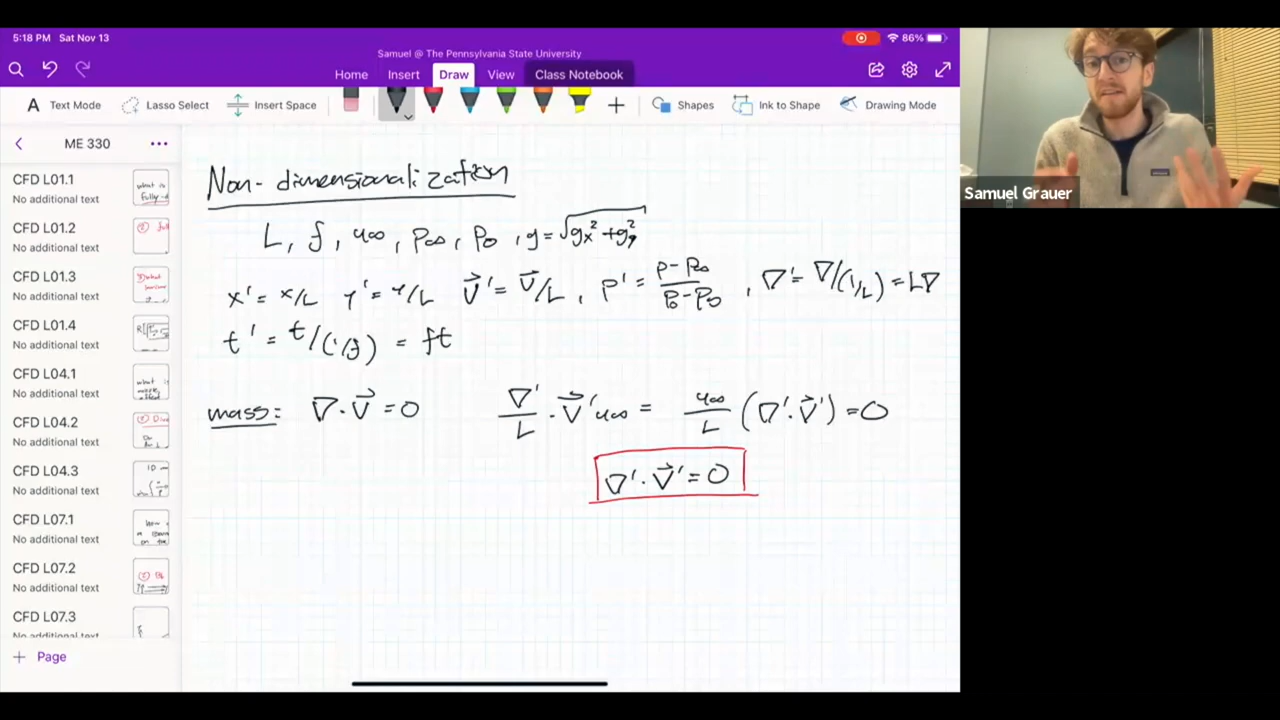 5:18 PM Sat Nov 13
86%
Samuel @ The Pennsylvania State University
Home Insert Draw View Class Notebook
A Text Mode Lasso Select Insert Space Shapes Ink to Shape Drawing Mode
ME 330
CFD L01.1
No additional text
CFD L01.2
No additional text
CFD L01.3
No additional text
CFD L01.4
No additional text
CFD L04.1
No additional text
CFD L04.2
No additional text
CFD L04.3
No additional text
CFD L07.1
No additional text
CFD L07.2
No additional text
CFD L07.3
No additional text
+ Page
Non-dimensionalization
L, f, u∞, p∞, p₀, g = √(gx² + gy²)
x' = x/L y' = y/L V⃗' = V⃗/L, p' = (p - p∞)/(p₀ - p∞), ∇' = ∇/(1/L) = L∇
t' = t/(1/f) = ft
mass: ∇·V⃗ = 0 ∇'/L · V⃗'u∞ = u∞/L (∇'·V⃗') = 0
∇'·V⃗' = 0
Samuel Grauer